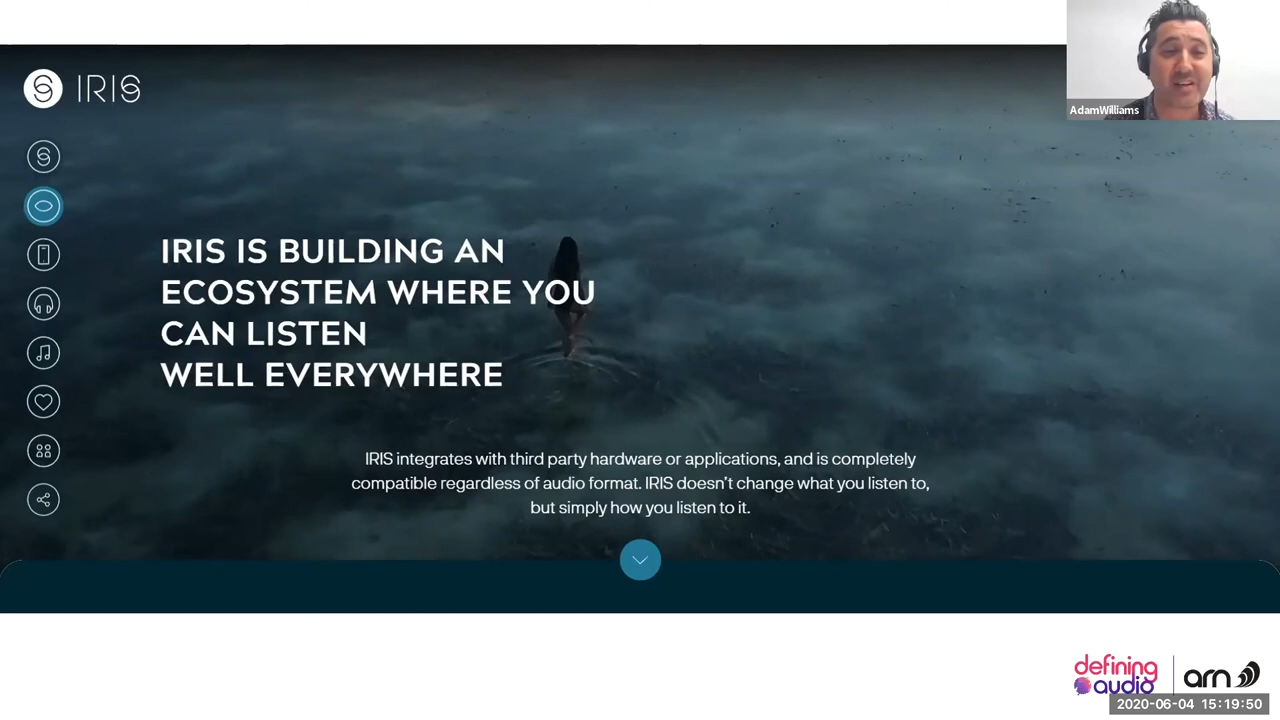 IRIS
AdamWilliams
IRIS IS BUILDING AN
ECOSYSTEM WHERE YOU
CAN LISTEN
WELL EVERYWHERE
IRIS integrates with third party hardware or applications, and is completely
compatible regardless of audio format. IRIS doesn't change what you listen to,
but simply how you listen to it.
defining
audio
arn
2020-06-04 15:19:50